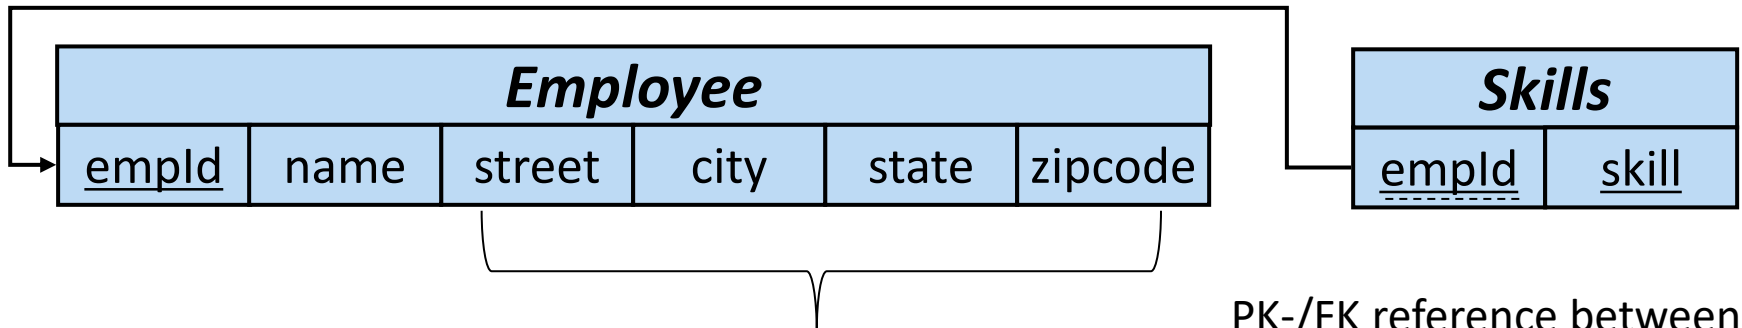 Employee
empId name street city state zipcode
Skills
empId skill
PK-/FK reference between